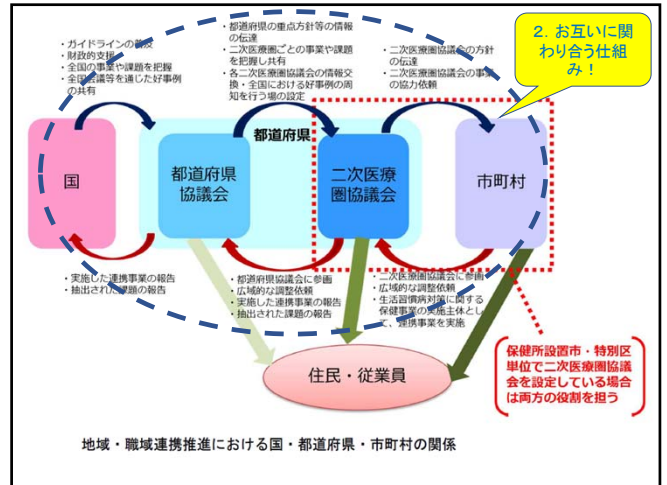 ・ガイドラインの普及
・財政的支援
・全国の事業や課題を把握
・全国会議等を通じた好事例
の共有
・都道府県の重点方針等の情報
の伝達
・二次医療圏ごとの事業や課題
を把握し共有
・各二次医療圏協議会の情報交
換・全国における好事例の周
知を行う場の設定
・二次医療圏協議会の方針
の伝達
・二次医療圏協議会の事業
の協力依頼
2．お互いに関
わり合う仕組
み！
都道府県
国
都道府県
協議会
二次医療
圏協議会
市町村
・実施した連携事業の報告
・抽出された課題の報告
・都道府県協議会に参画
・広域的な調整依頼
・実施した連携事業の報告
・抽出された課題の報告
・二次医療圏協議会に参画
・広域的な調整依頼
・生活習慣病対策に関する
保健事業の実施主体とし
て、連携事業を実施
住民・従業員
保健所設置市・特別区
単位で二次医療圏協議
会を設定している場合
は両方の役割を担う
地域・職域連携推進における国・都道府県・市町村の関係